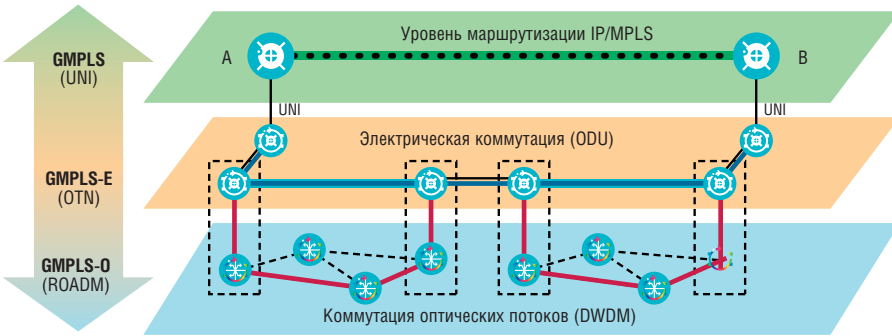 GMPLS
(UNI)
Уровень маршрутизации IP/MPLS
A
B
UNI
UNI
Электрическая коммутация (ODU)
GMPLS-E
(OTN)
GMPLS-O
(ROADM)
Коммутация оптических потоков (DWDM)